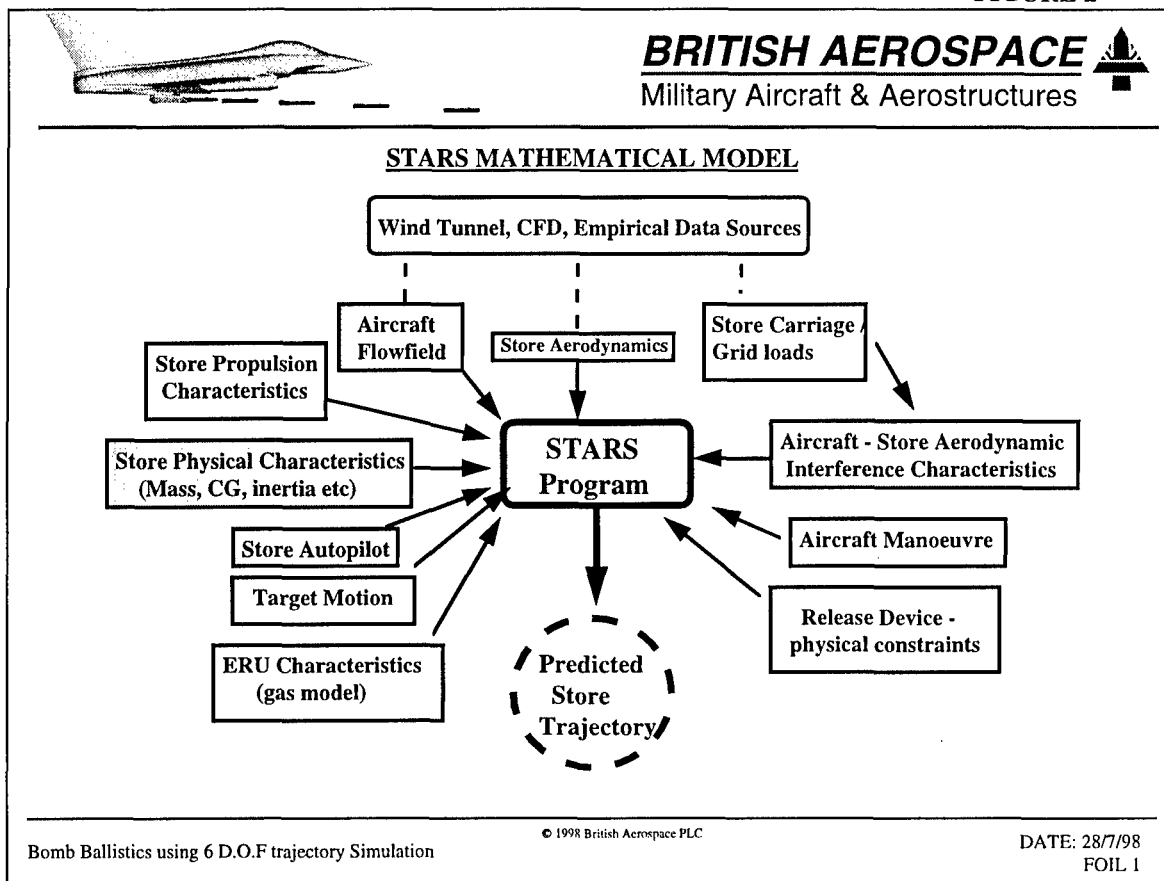 BRITISH AEROSPACE
Military Aircraft & Aerostructures
STARS MATHEMATICAL MODEL
Wind Tunnel, CFD, Empirical Data Sources
Aircraft
Flowfield
Store Aerodynamics
Store Carriage /
Grid loads
Store Propulsion
Characteristics
STARS
Program
Aircraft - Store Aerodynamic
Interference Characteristics
Store Physical Characteristics
(Mass, CG, inertia etc)
Store Autopilot
Aircraft Manoeuvre
Target Motion
Release Device -
physical constraints
ERU Characteristics
(gas model)
Predicted
Store
Trajectory
© 1998 British Aerospace PLC
Bomb Ballistics using 6 D.O.F trajectory Simulation
DATE: 28/7/98
FOIL 1